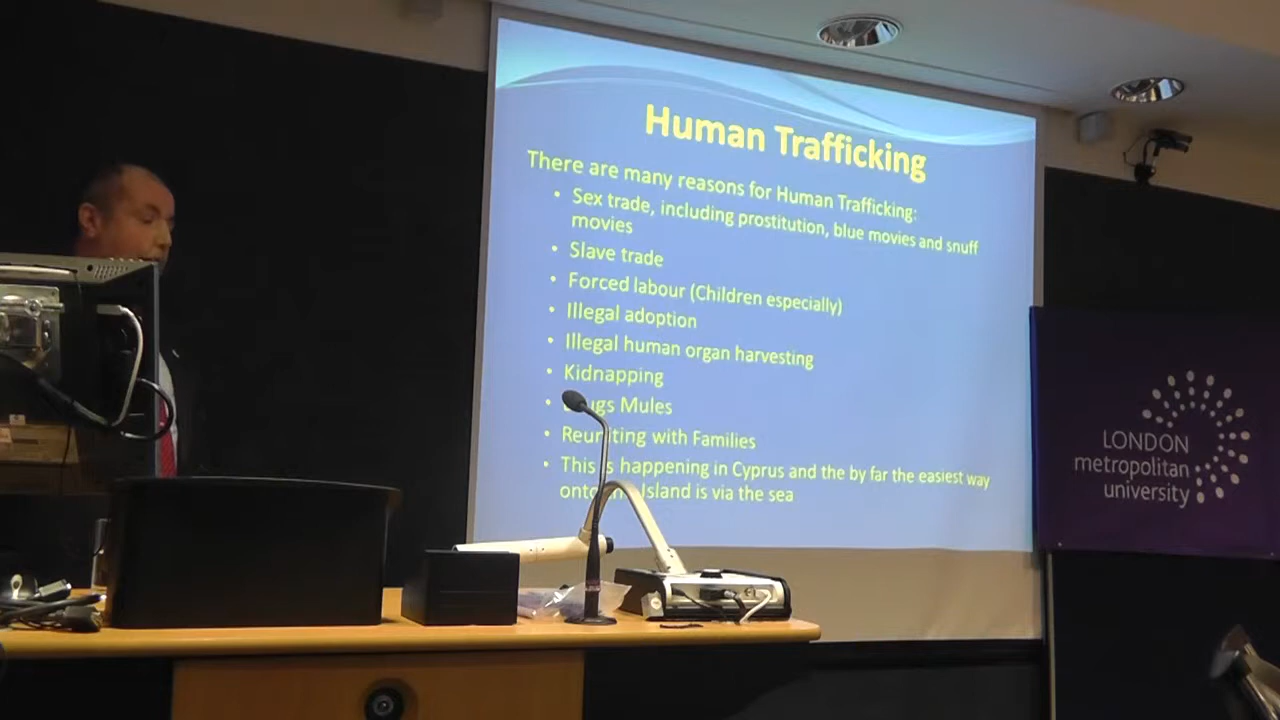 Human Trafficking
There are many reasons for Human Trafficking:
• Sex trade, including prostitution, blue movies and snuff
movies
• Slave trade
• Forced labour (Children especially)
• Illegal adoption
• Illegal human organ harvesting
• Kidnapping
• Mules
• Reuniting with Families
• This is happening in Cyprus and the by far the easiest way
Island is via the sea
LONDON
metropolitan
university